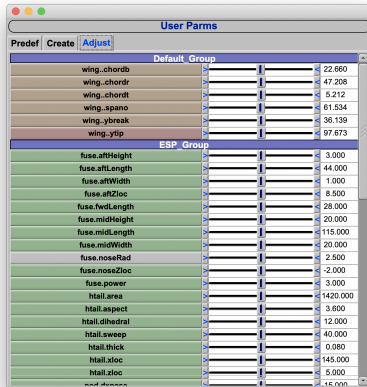 User Parms
Predef Create Adjust
Default_Group
wing..chordb > < 22.660
wing..chordr > < 47.208
wing..chordt > < 5.212
wing..spano > < 61.534
wing..ybreak > < 36.139
wing..ytip > < 97.673
ESP_Group
fuse.aftHeight > < 3.000
fuse.aftLength > < 44.000
fuse.aftWidth > < 1.000
fuse.aftZloc > < 8.500
fuse.fwdLength > < 28.000
fuse.midHeight > < 20.000
fuse.midLength > < 115.000
fuse.midWidth > < 20.000
fuse.noseRad > < 2.500
fuse.noseZloc > < -2.000
fuse.power > < 3.000
htail.area > < 1420.000
htail.aspect > < 3.600
htail.dihedral > < 12.000
htail.sweep > < 40.000
htail.thick > < 0.080
htail.xloc > < 145.000
htail.zloc > < 5.000
pod.dxnose > < 15.000